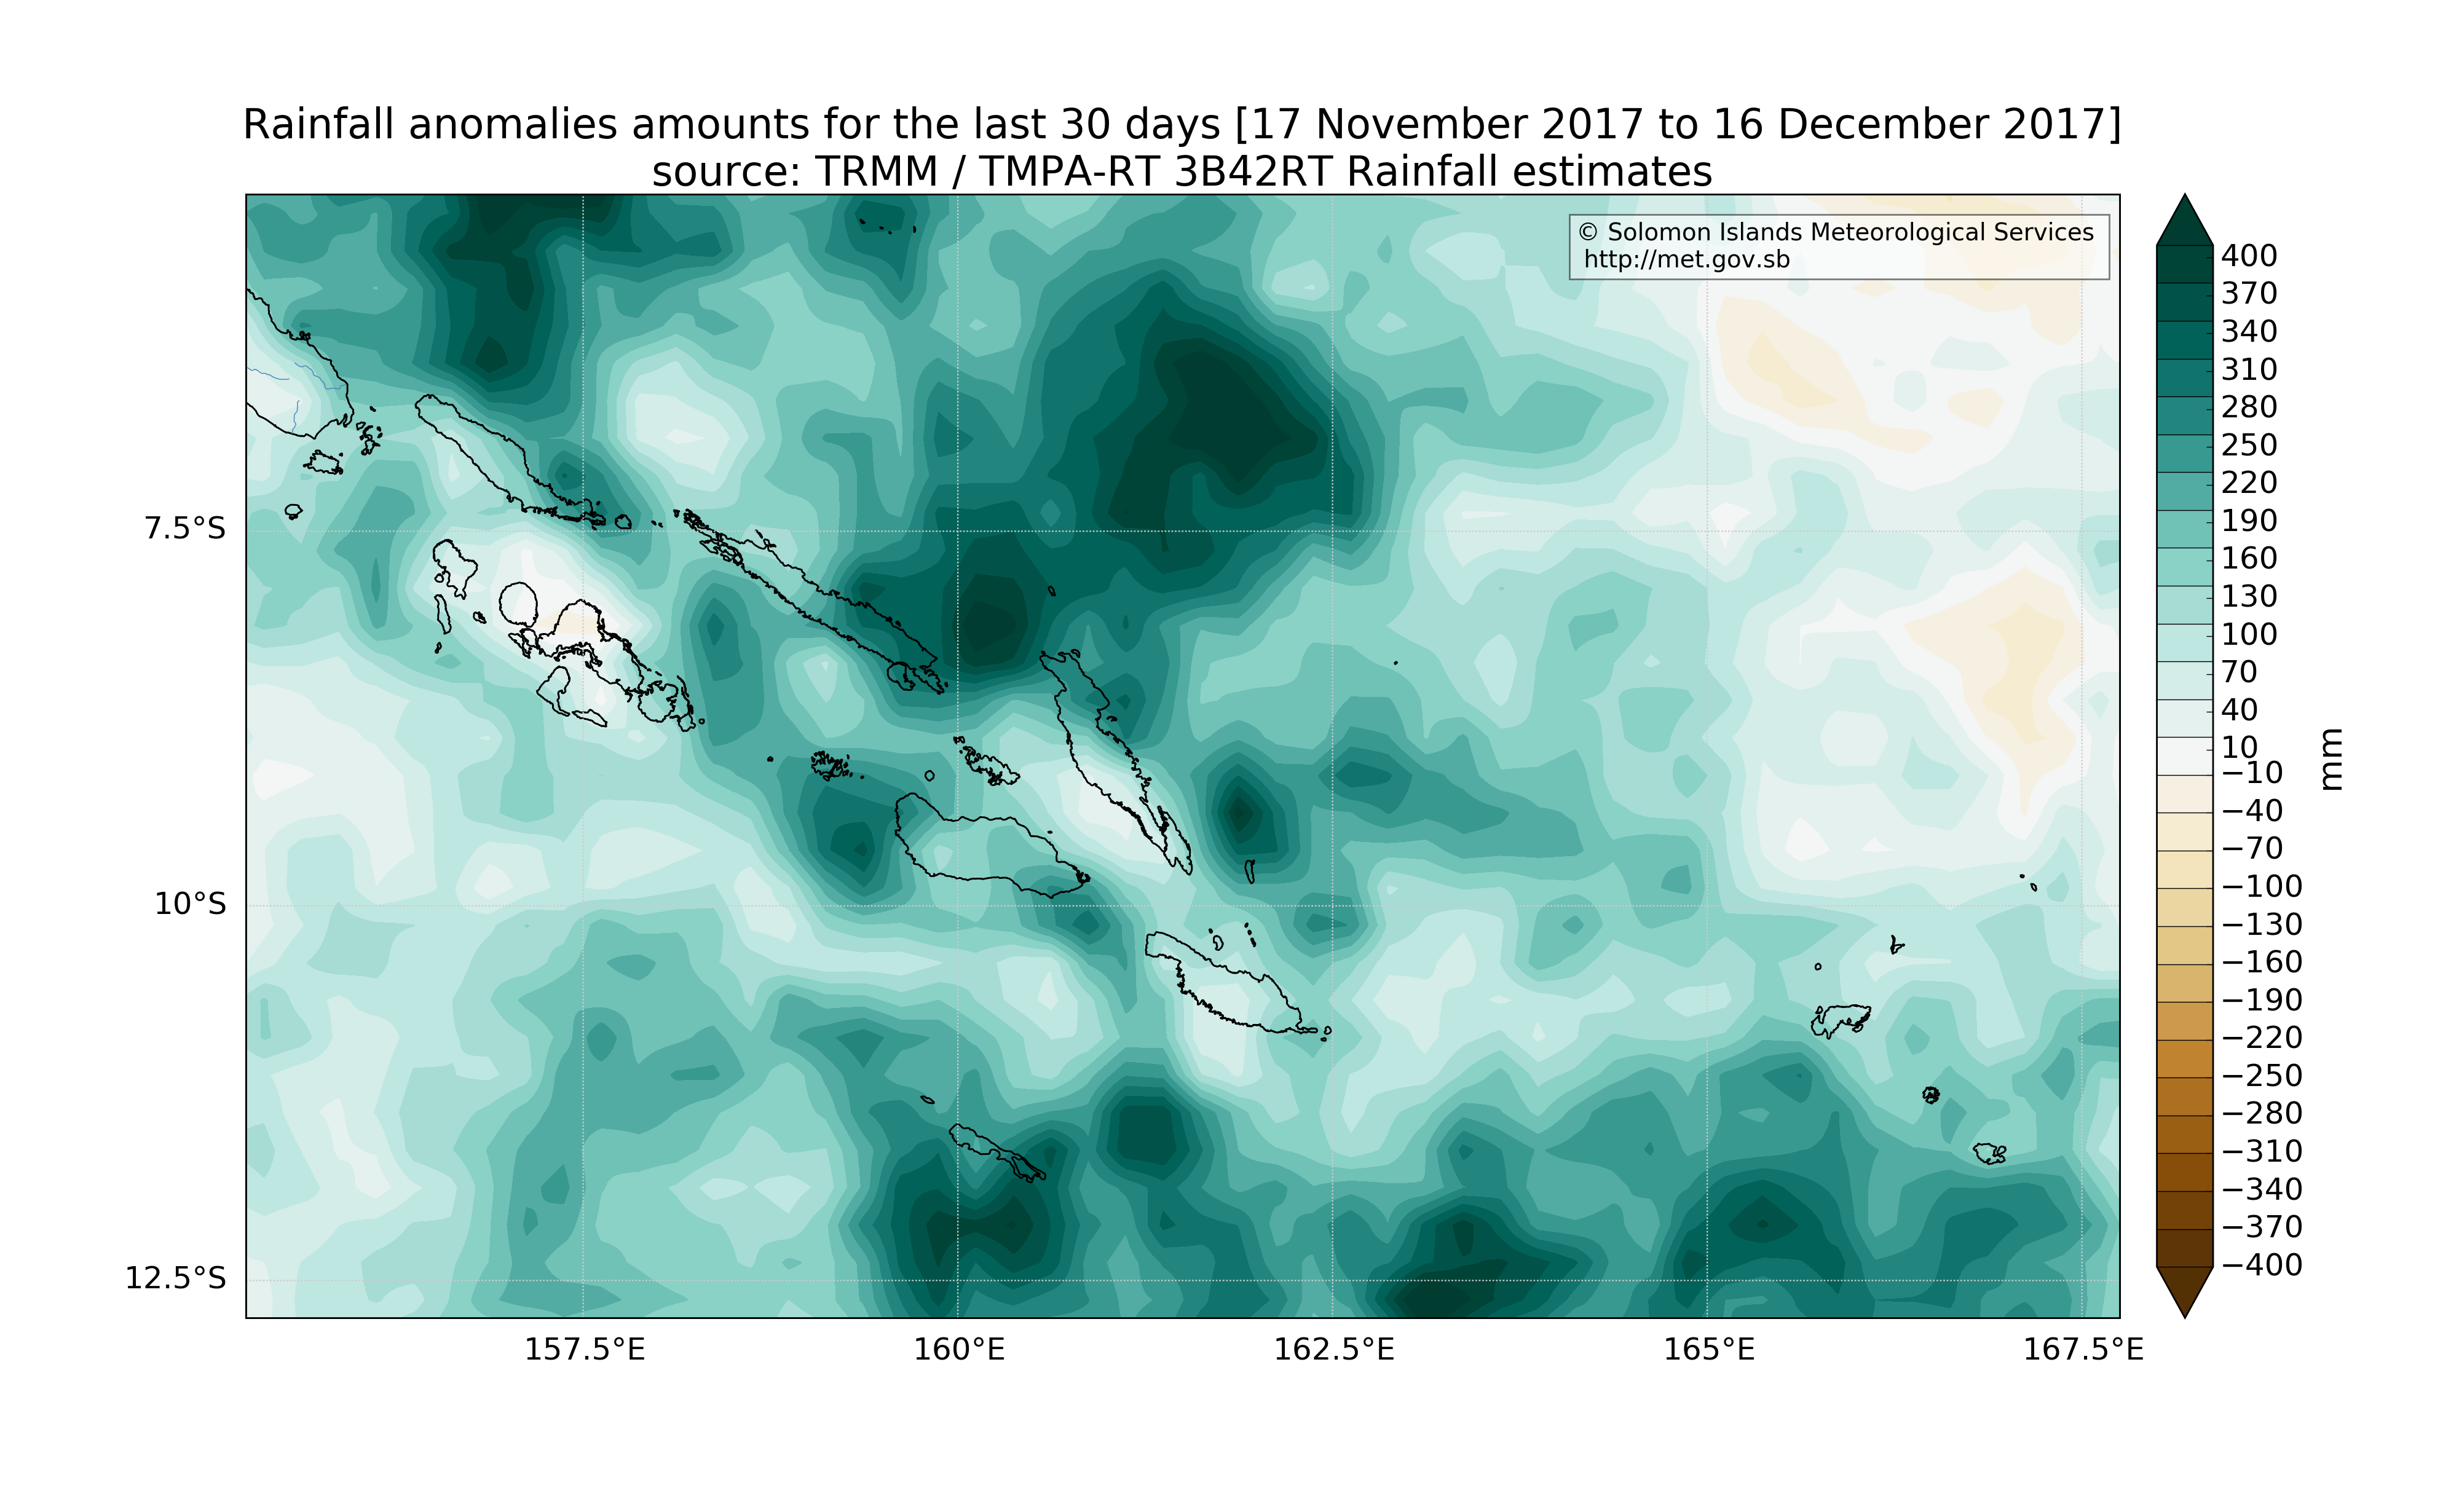 Rainfall anomalies amounts for the last 30 days [17 November 2017 to 16 December 2017]
source: TRMM / TMPA-RT 3B42RT Rainfall estimates
© Solomon Islands Meteorological Services
http://met.gov.sb
7.5°S
10°S
12.5°S
157.5°E
160°E
162.5°E
165°E
167.5°E
400
370
340
310
280
250
220
190
160
130
100
70
40
10
−10
−40
−70
−100
−130
−160
−190
−220
−250
−280
−310
−340
−370
−400
mm